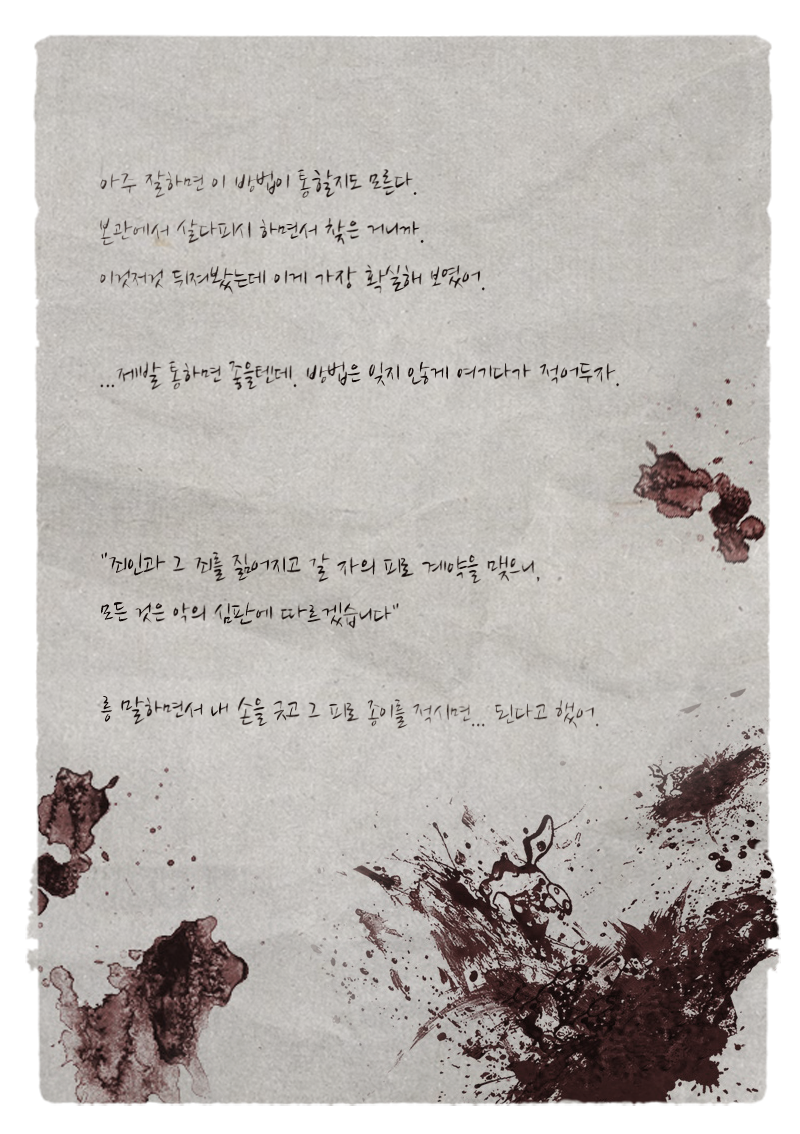 아주 잘하면 이 방법이 통할지도 모른다.
본관에서 살다피시 하면서 찾은 거니까.
이것저것 뒤져봤는데 이게 가장 확실해 보였어.
...제발 통하면 좋을텐데. 방법은 잊지 않게 여기다가 적어두자.
"죄인과 그 죄를 짊어지고 갈 자의 피로 계약을 맺으니,
모든 것은 악의 심판에 따르겠습니다"
를 말하면서 내 손을 긋고 그 피로 종이를 적시면... 된다고 했어.